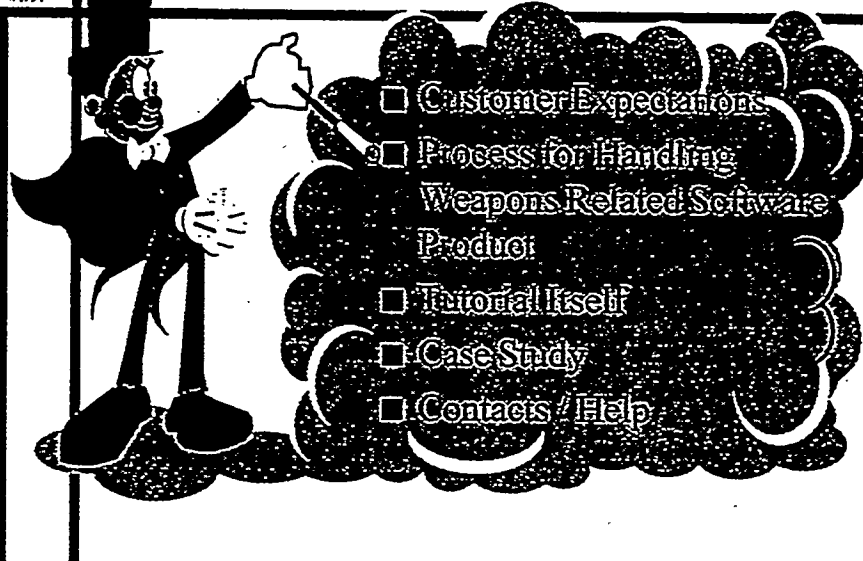 ■ Customer Expectations
■ Process for Handling
Weapons Related Software
Product
■ Tutorial Itself
■ Case Study
■ Contacts / Help